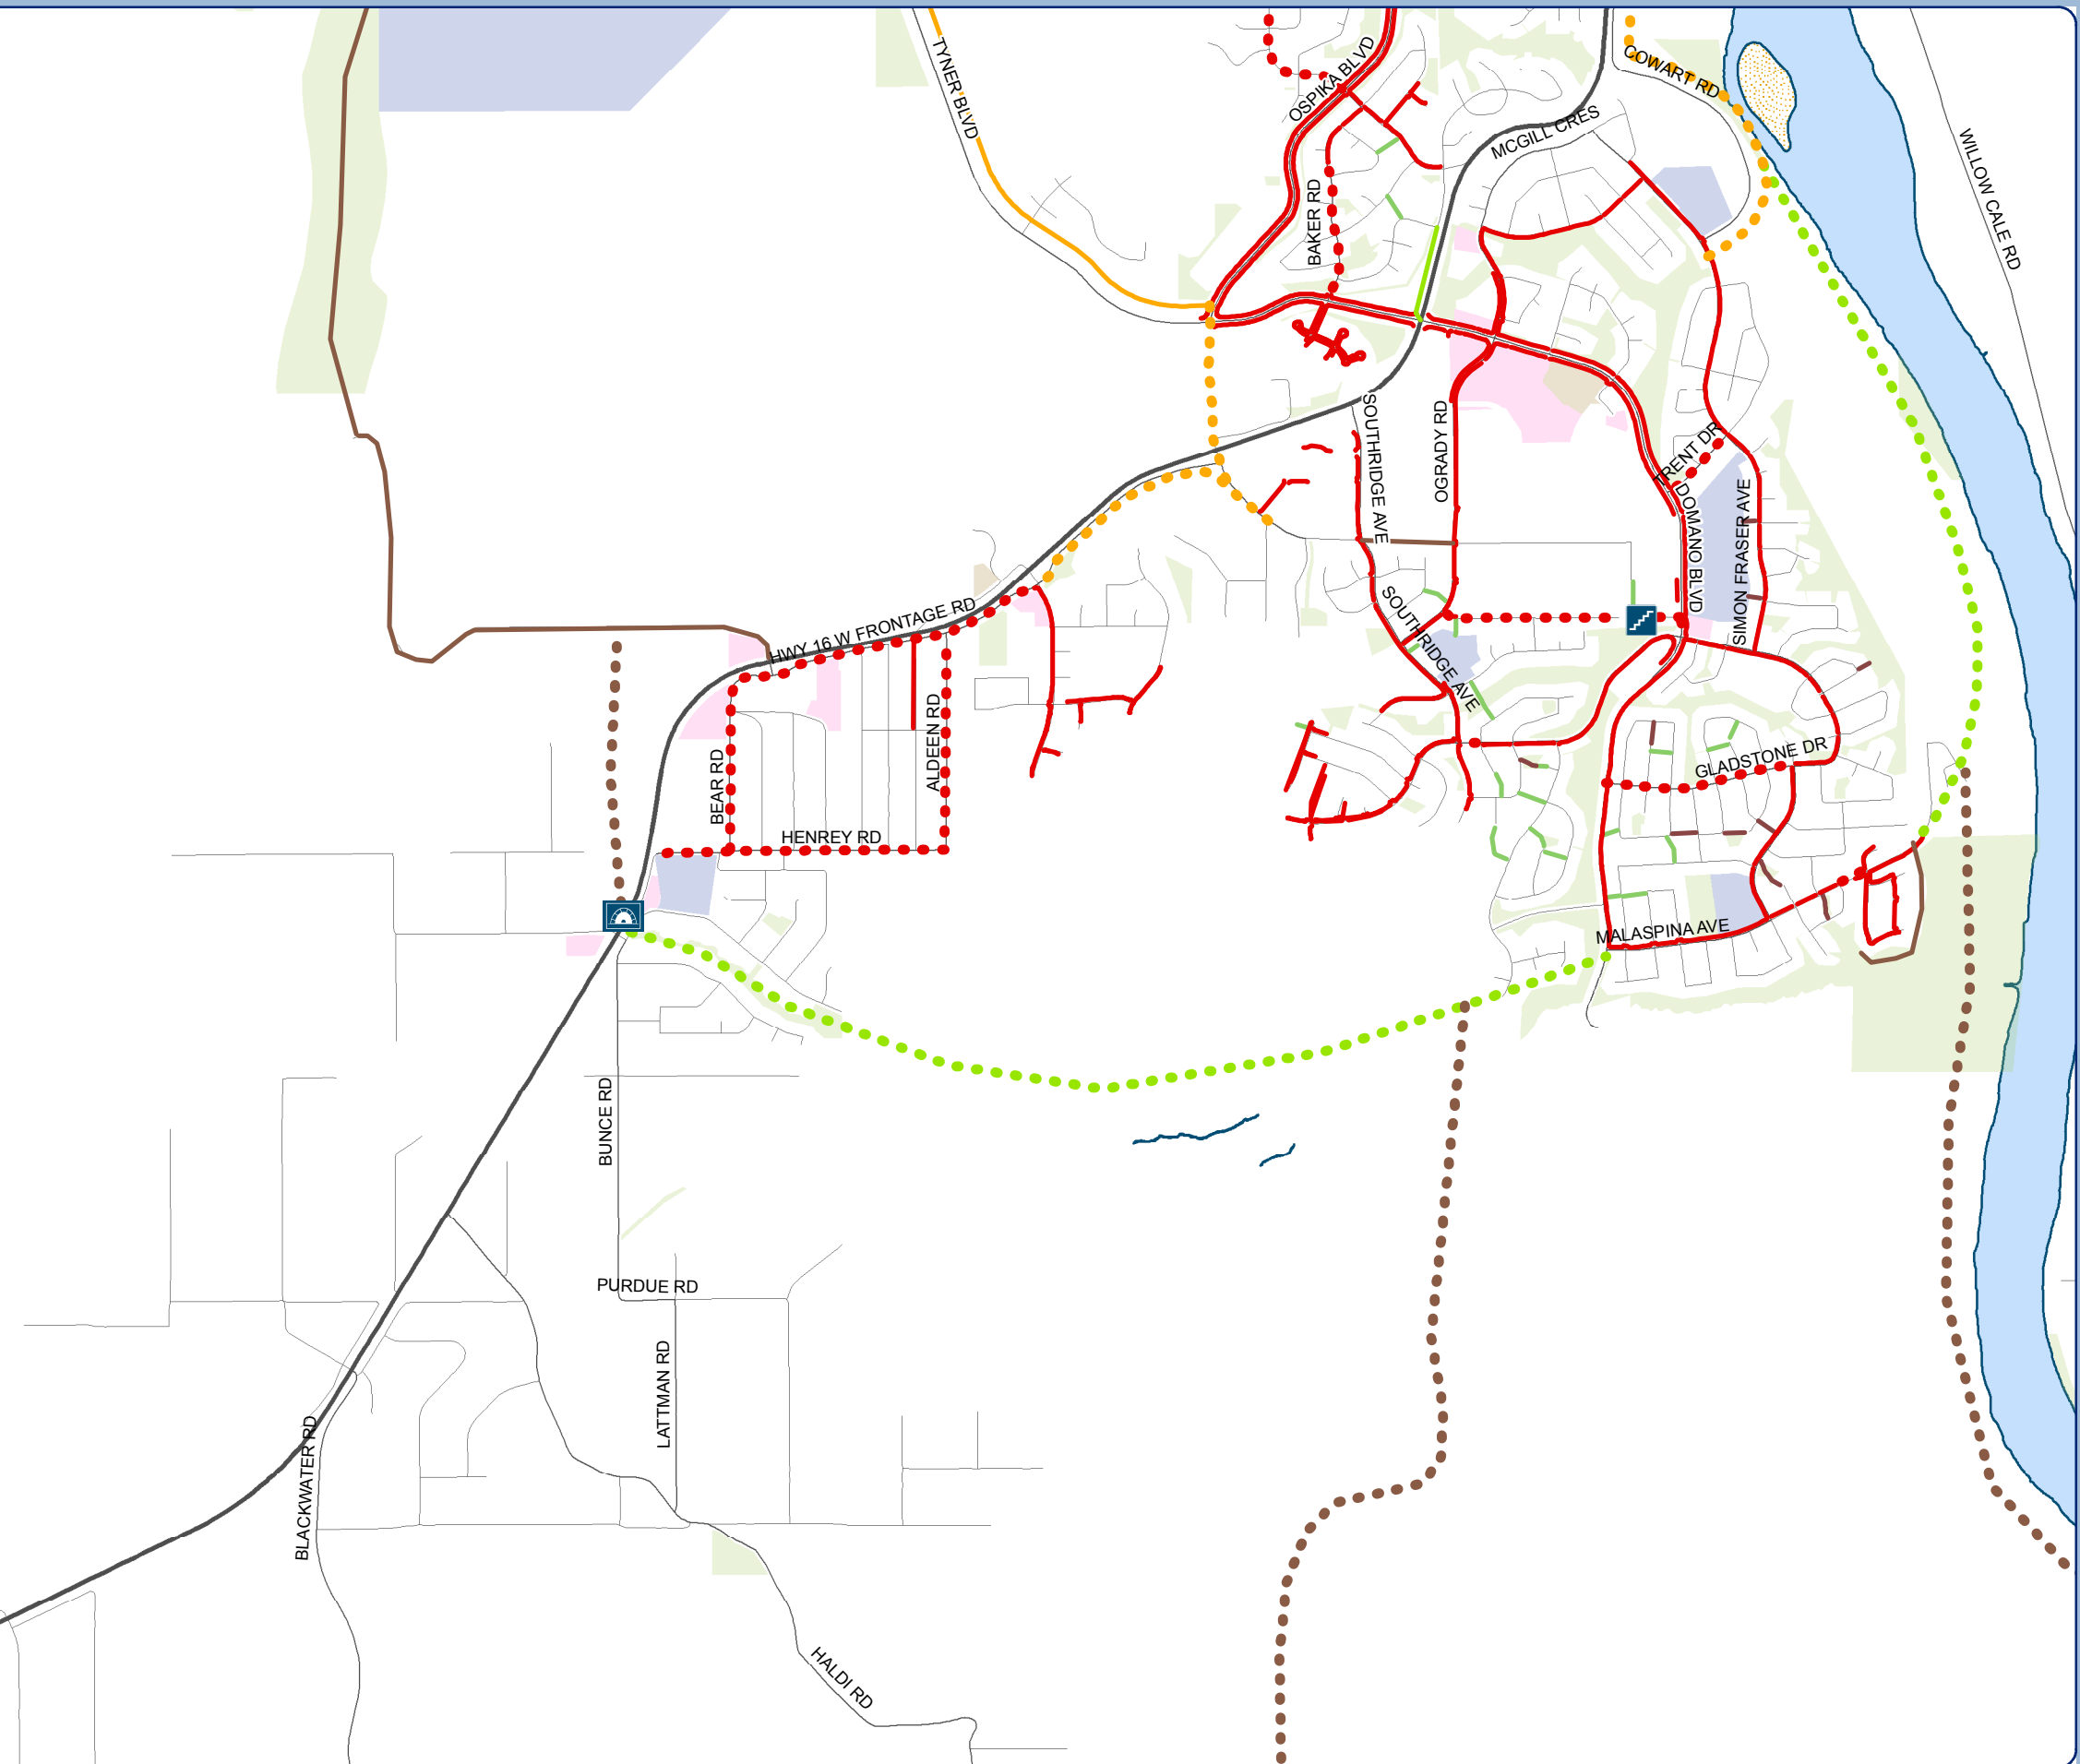 TYNER BLVD
OSPIKA BLVD
COWART RD
MCGILL CRES
WILLOW CALE RD
BAKER RD
SOUTHRIDGE AVE
OGRADY RD
TRENT DR
DOMANO BLVD
SIMON FRASER AVE
HWY 16 W FRONTAGE RD
SOUTHRIDGE AVE
ALDEEN RD
BEAR RD
GLADSTONE DR
HENREY RD
MALASPINA AVE
BUNCE RD
PURDUE RD
LATTMAN RD
BLACKWATER RD
HALDI RD